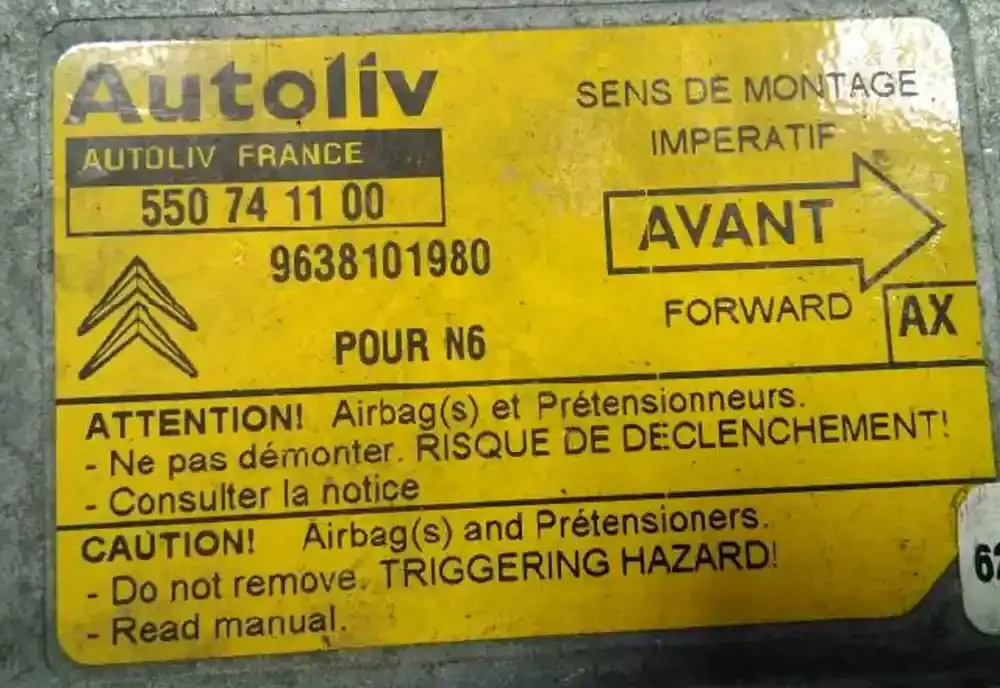 Autoliv
AUTOLIV FRANCE
550 74 11 00
9638101980
POUR N6
SENS DE MONTAGE
IMPERATIF
AVANT
FORWARD
AX
ATTENTION! Airbag(s) et Prétensionneurs.
- Ne pas démonter. RISQUE DE DECLENCHEMENT!
- Consulter la notice
CAUTION! Airbag(s) and Prétensioners.
- Do not remove. TRIGGERING HAZARD!
- Read manual.